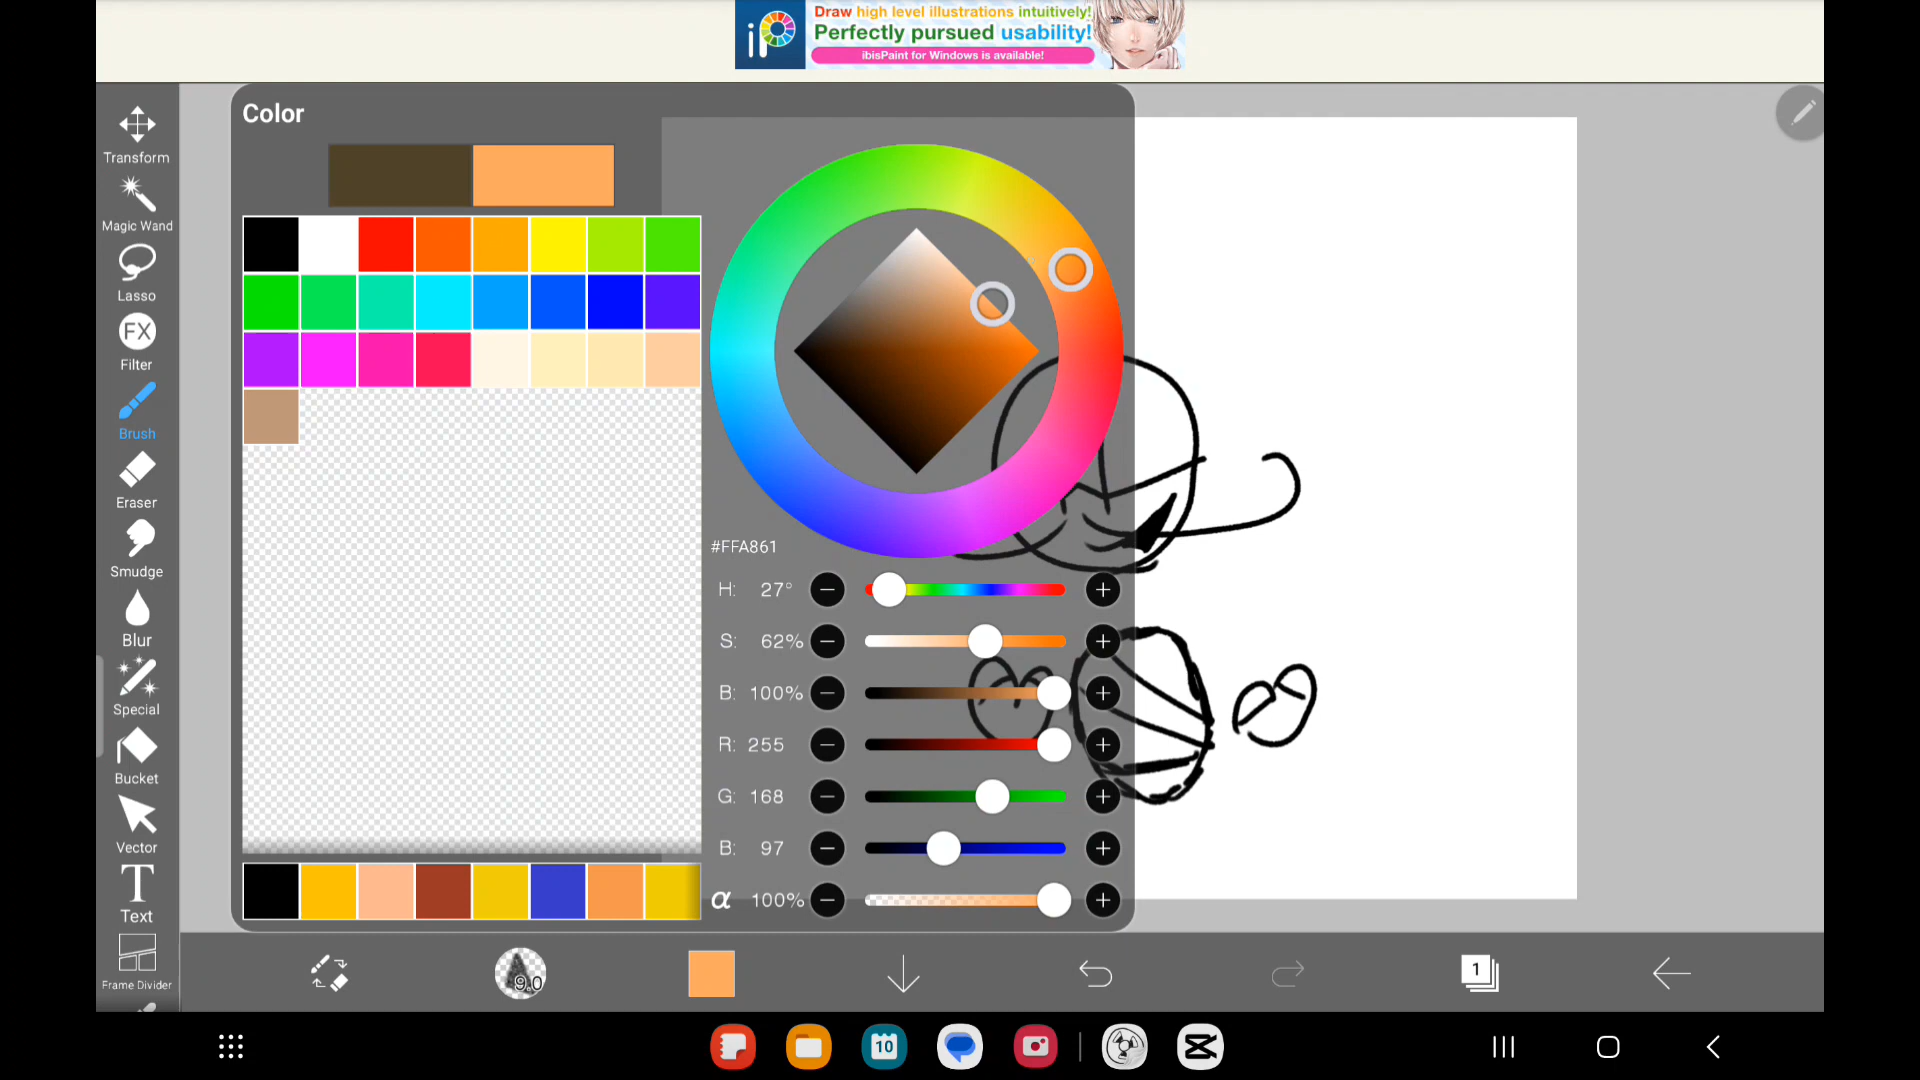 iP
Draw high level illustrations intuitively!
Perfectly pursued usability!
ibisPaint for Windows is available!
Color
Transform
Magic Wand
Lasso
FX
Filter
Brush
Eraser
Smudge
Blur
Special
Bucket
Vector
T
Text
Frame Divider
#FFA861
H: 27°
S: 62%
B: 100%
R: 255
G: 168
B: 97
α 100%
9.0
1
10